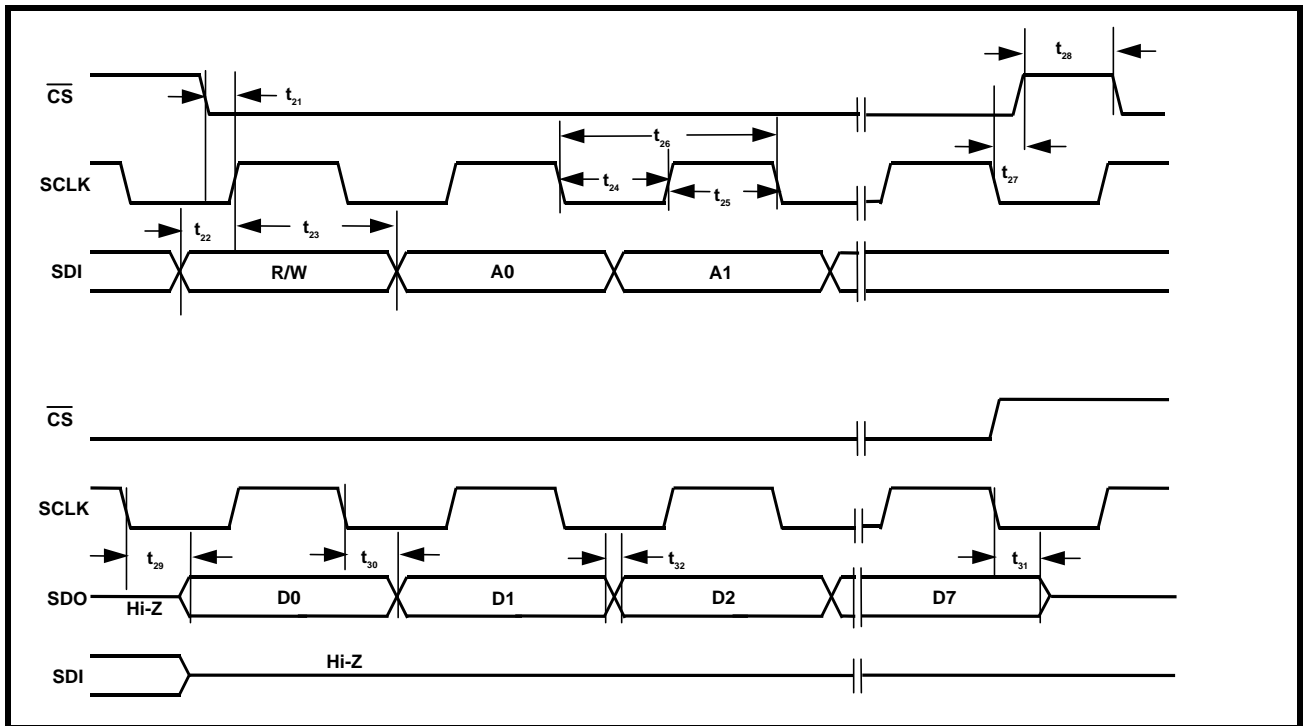 t28
CS
t21
t26
SCLK
t24
t25
t27
t22
t23
SDI
R/W
A0
A1
CS
SCLK
t29
t30
t32
t31
SDO
Hi-Z
D0
D1
D2
D7
Hi-Z
SDI